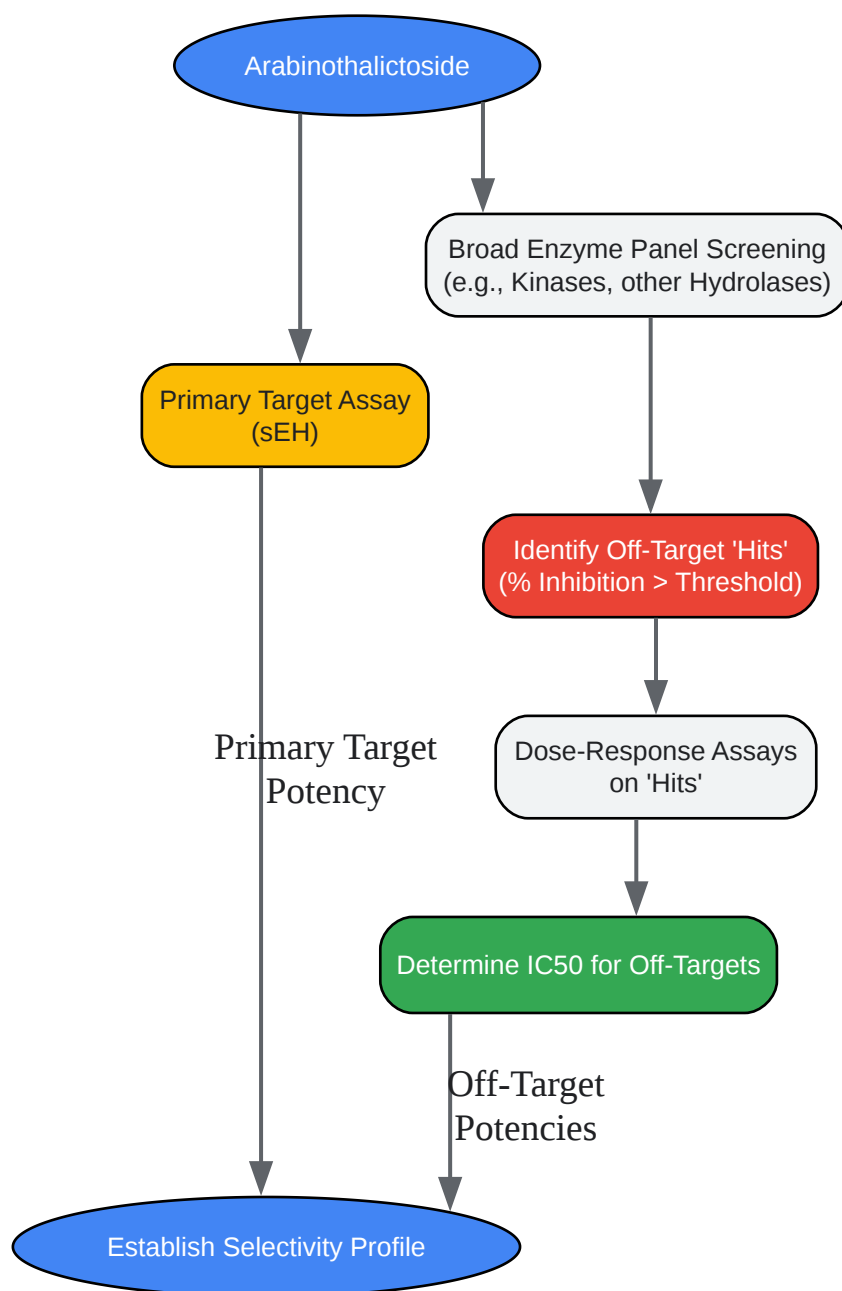 Arabinothalictoside
Broad Enzyme Panel Screening
(e.g., Kinases, other Hydrolases)
Primary Target Assay
(sEH)
Identify Off-Target 'Hits'
(% Inhibition > Threshold)
Primary Target
Potency
Dose-Response Assays
on 'Hits'
Determine IC50 for Off-Targets
Off-Target
Potencies
Establish Selectivity Profile